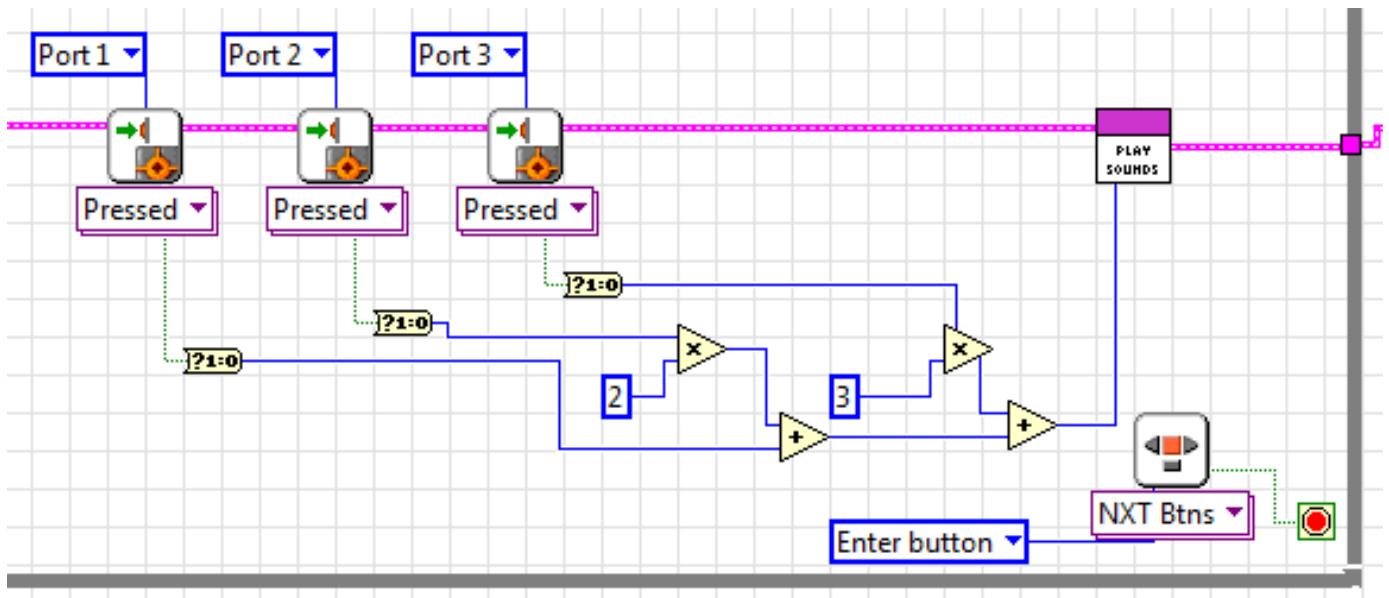 Port 1
Port 2
Port 3
PLAY
SOUNDS
Pressed
Pressed
Pressed
?1:0
?1:0
?1:0
x
x
2
3
+
+
NXT Btns
Enter button